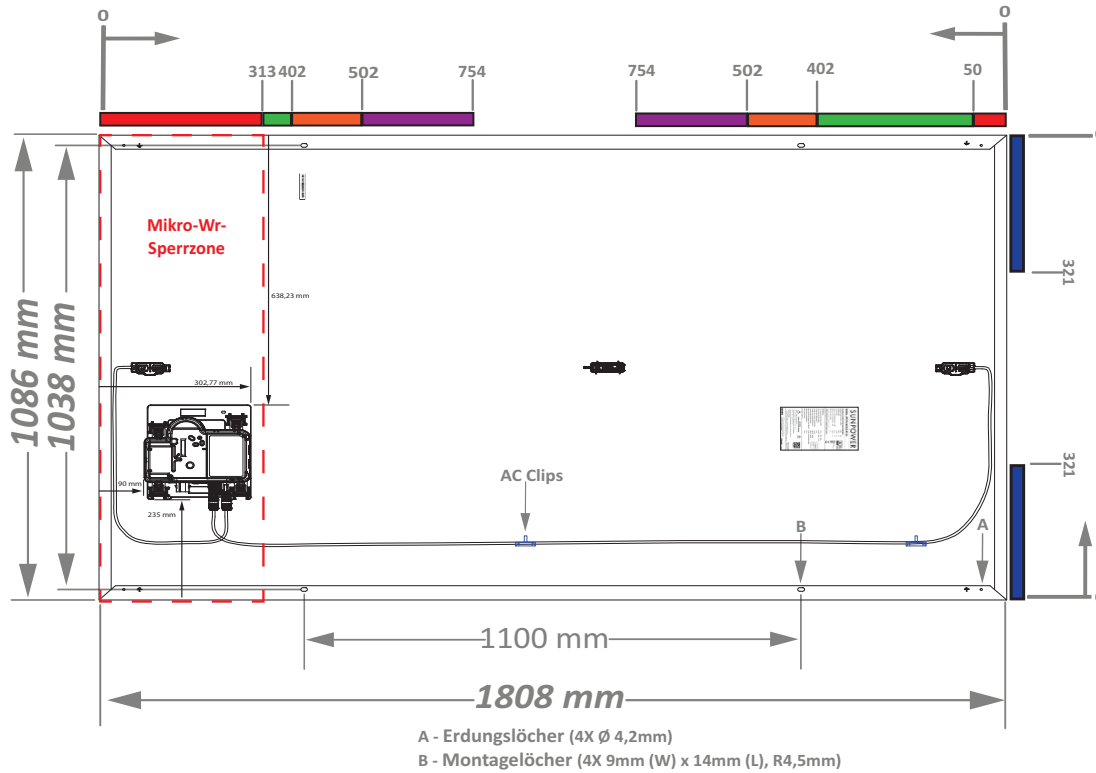 0
0
313 402 502 754
754 502 402 50
0
Mikro-Wr-
Sperrzone
321
638,23 mm
1086 mm
1038 mm
302,77 mm
SUNPOWER
321
AC Clips
90 mm
235 mm
B
A
1100 mm
1808 mm
A - Erdungslöcher (4X Ø 4,2mm)
B - Montagelöcher (4X 9mm (W) x 14mm (L), R4,5mm)